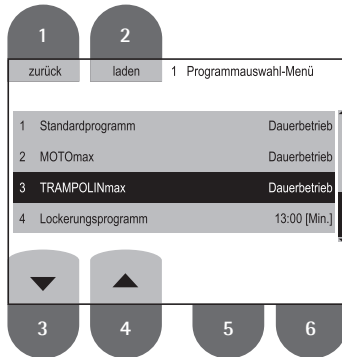 1 2
zurück laden 1 Programmauswahl-Menü
1 Standardprogramm Dauerbetrieb
2 MOTOmax Dauerbetrieb
3 TRAMPOLINmax Dauerbetrieb
4 Lockerungsprogramm 13:00 [Min.]
3 4 5 6